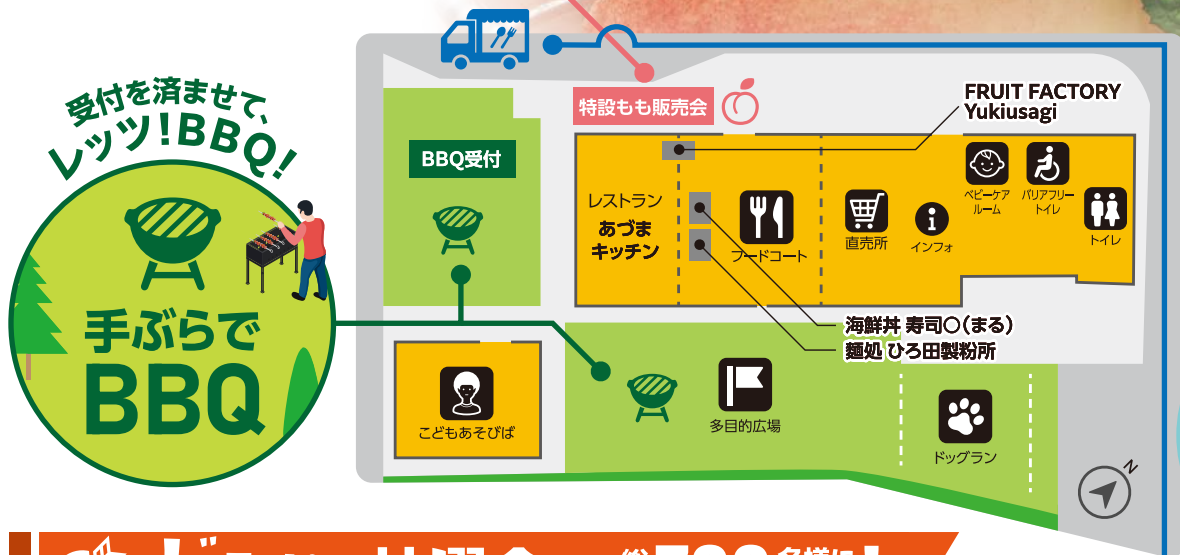 受付を済ませて、
レッツ！BBQ！
手ぶらで
BBQ
特設もも販売会
BBQ受付
FRUIT FACTORY
Yukiusagi
レストラン
あづま
キッチン
フードコート
直売所
インフォ
ベビーケア
ルーム
バリアフリー
トイレ
トイレ
海鮮丼 寿司〇（まる）
麺処 ひろ田製粉所
こどもあそびば
多目的広場
ドッグラン
N